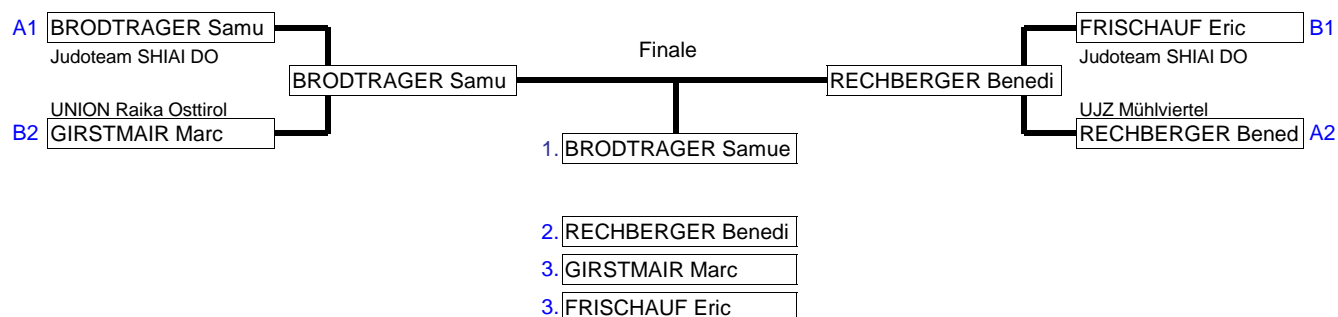 A1 BRODTRAGER Samu
Judoteam SHIAI DO
UNION Raika Osttirol
B2 GIRSTMAIR Marc
BRODTRAGER Samu
Finale
RECHBERGER Benedi
FRISCHAUF Eric B1
Judoteam SHIAI DO
UJZ Mühlviertel
RECHBERGER Bened A2
1. BRODTRAGER Samue
2. RECHBERGER Benedi
3. GIRSTMAIR Marc
3. FRISCHAUF Eric